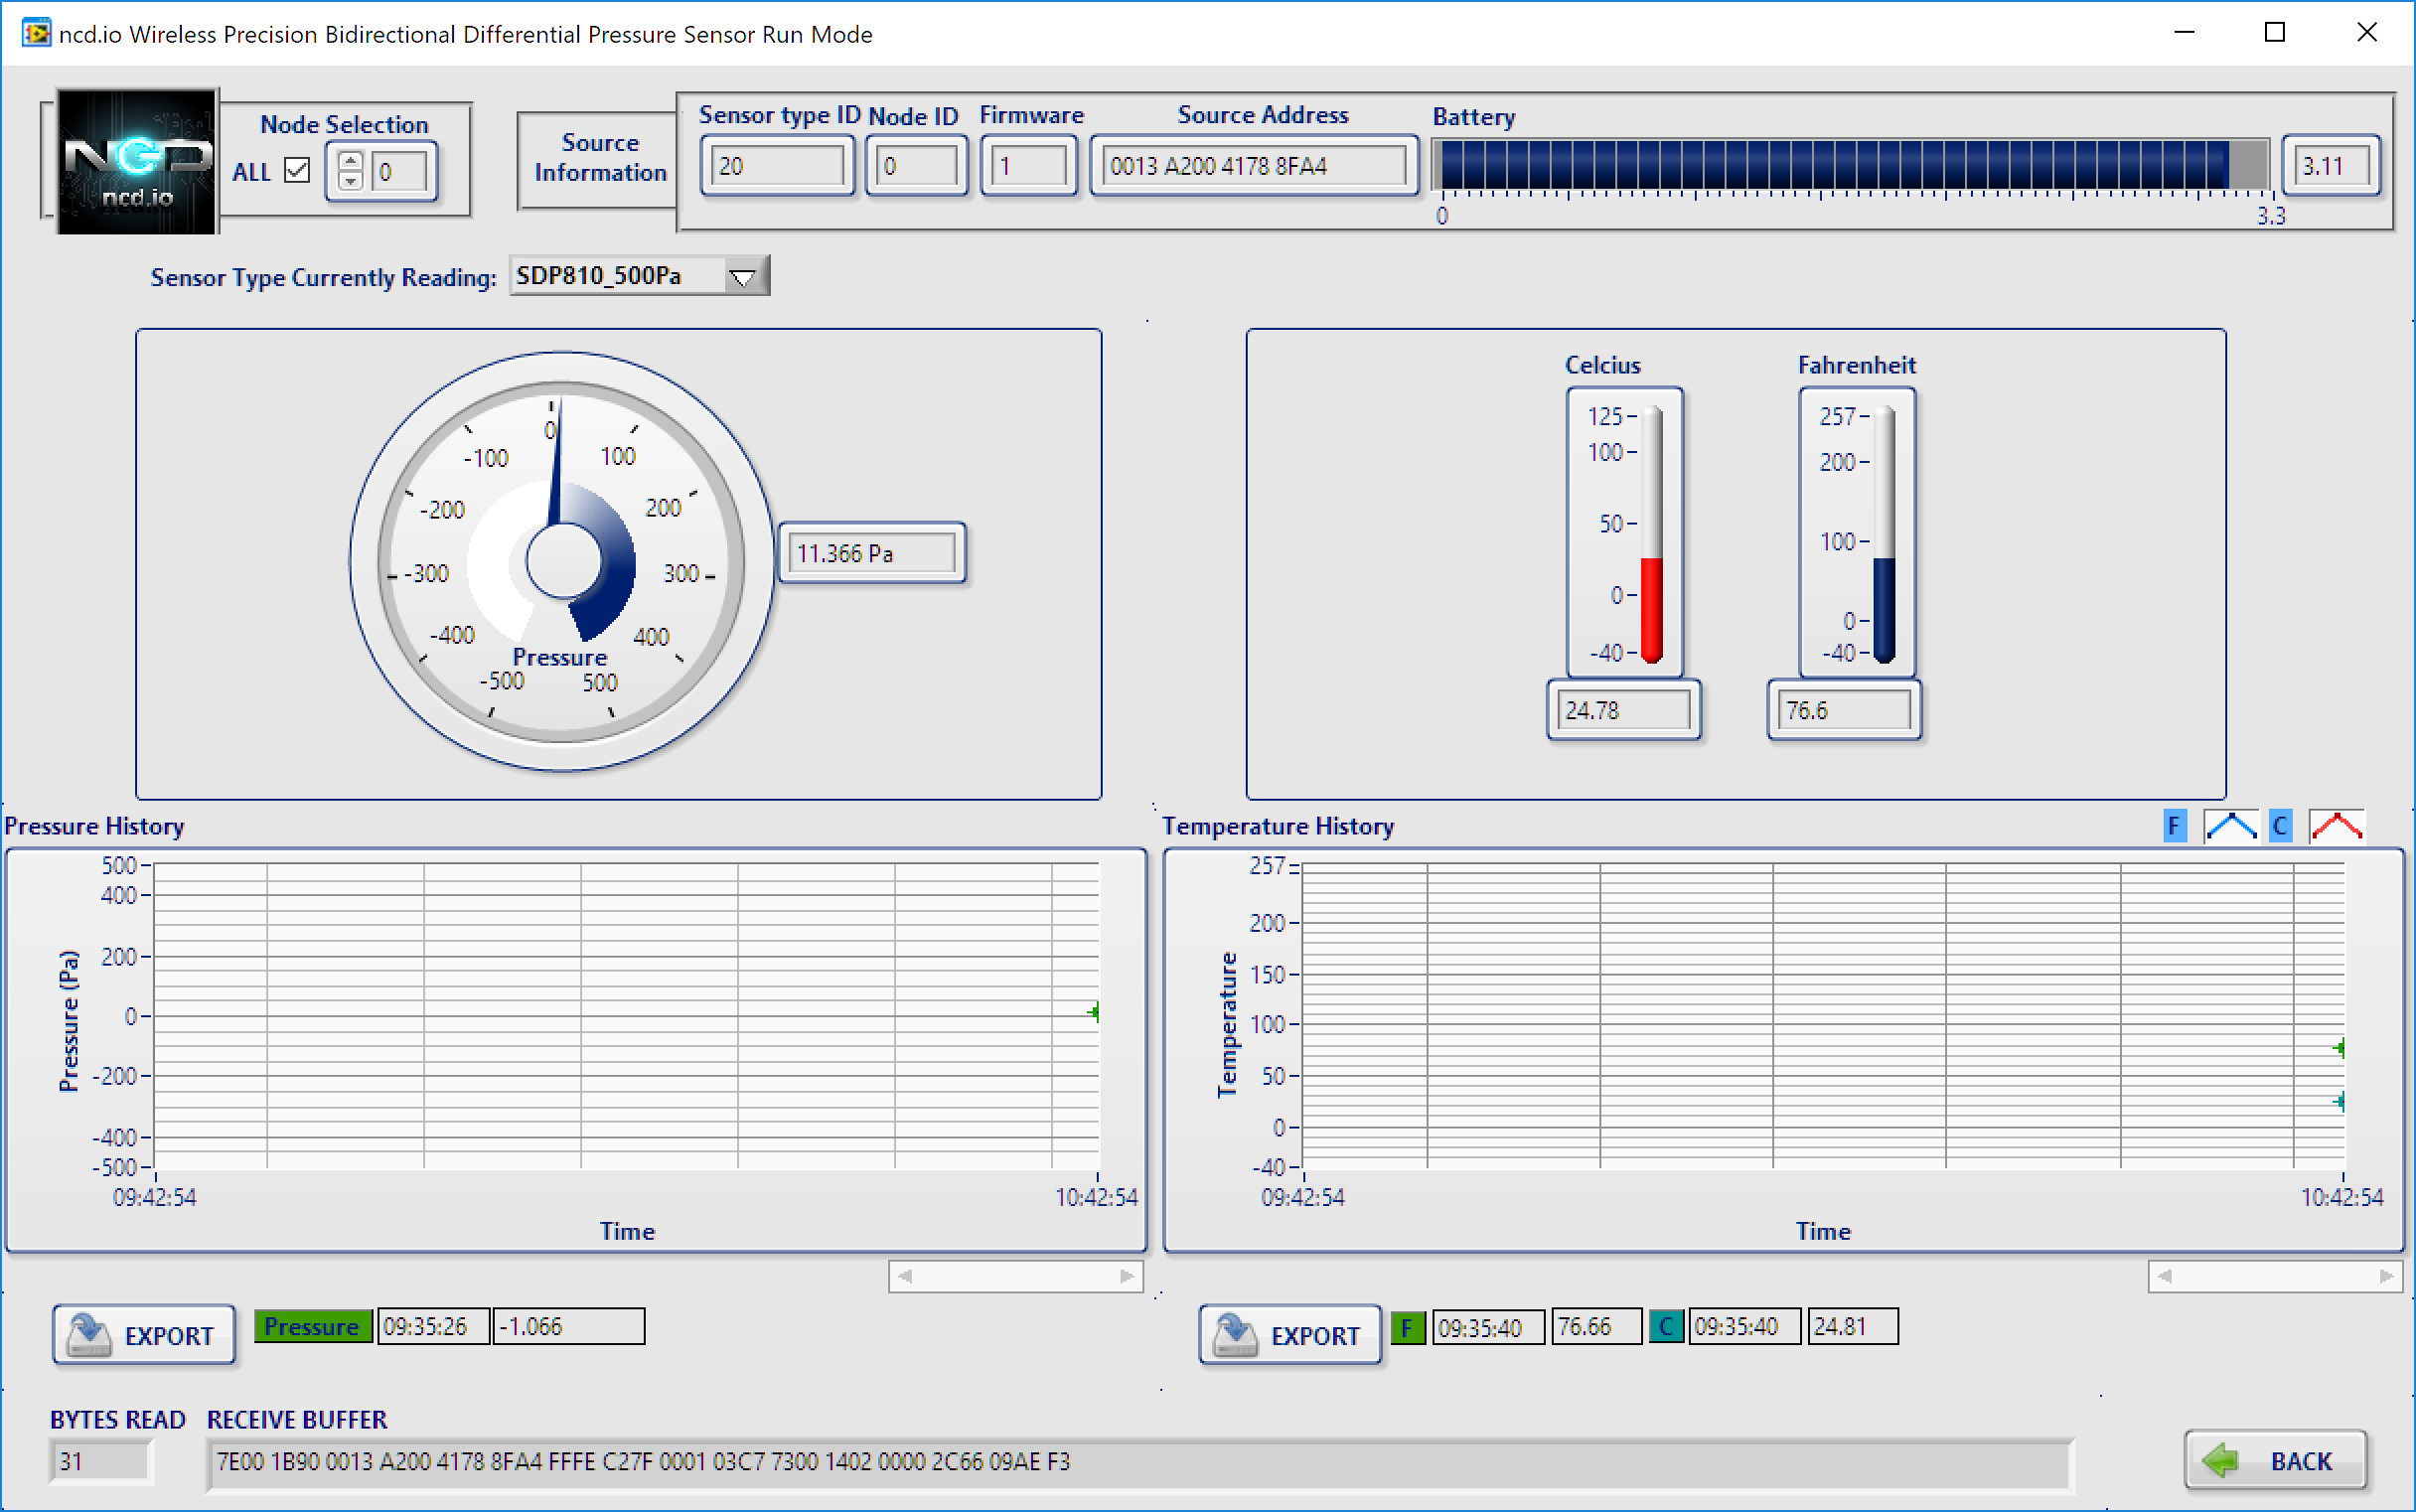 ncd.io Wireless Precision Bidirectional Differential Pressure Sensor Run Mode
NCD
ncd.io
Node Selection
ALL 0
Source
Information
Sensor type ID Node ID Firmware Source Address Battery
20 0 1 0013 A200 4178 8FA4 3.11
0 3.3
Sensor Type Currently Reading: SDP810_500Pa
0
-100 100
-200 200
-300 300
-400 400
Pressure
-500 500
11.366 Pa
Celcius Fahrenheit
125 257
100 200
50 100
0 0
-40 -40
24.78 76.6
Pressure History
500
400
200
0
-200
-400
-500
Pressure (Pa)
09:42:54 10:42:54
Time
Temperature History F C
257
200
150
100
50
0
-40
Temperature
09:42:54 10:42:54
Time
EXPORT Pressure 09:35:26 -1.066
EXPORT F 09:35:40 76.66 C 09:35:40 24.81
BYTES READ RECEIVE BUFFER
31 7E00 1B90 0013 A200 4178 8FA4 FFFE C27F 0001 03C7 7300 1402 0000 2C66 09AE F3
BACK